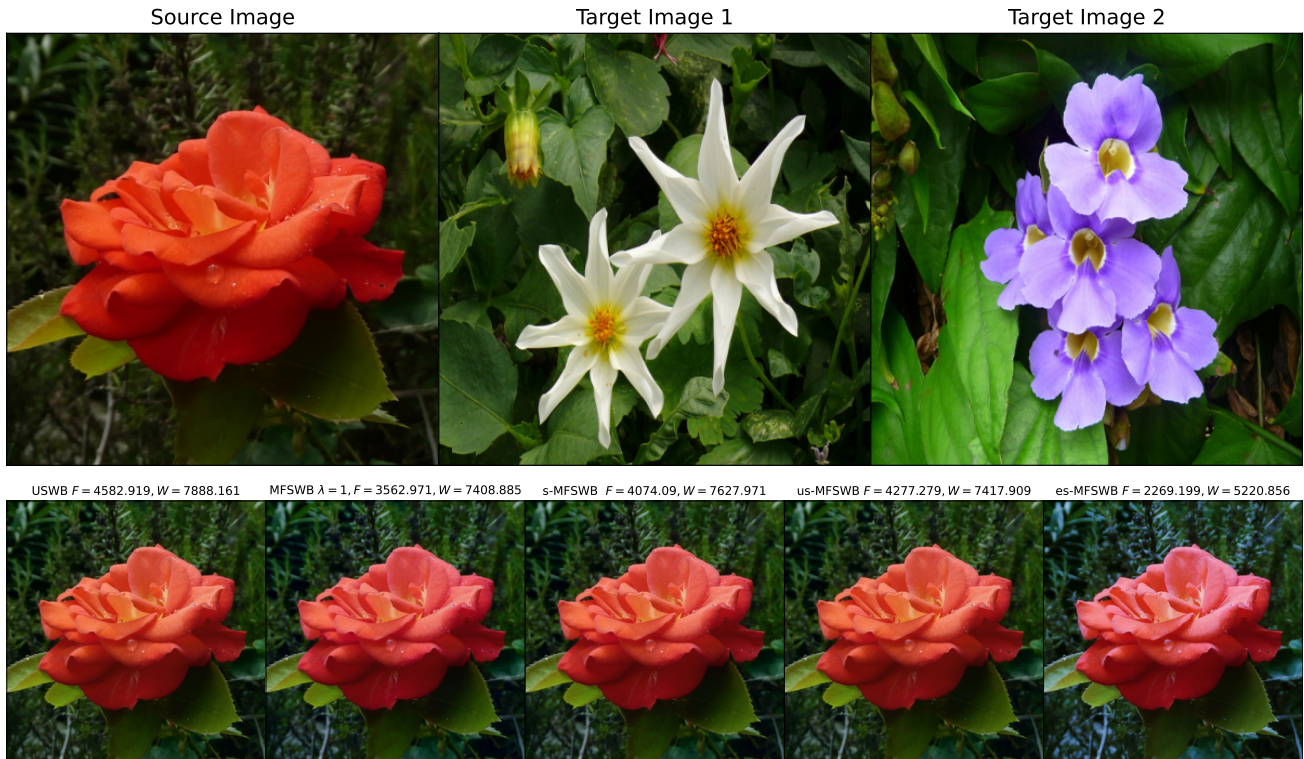 Source Image
Target Image 1
Target Image 2
USWB F = 4582.919, W = 7888.161
MFSWB λ = 1, F = 3562.971, W = 7408.885
s-MFSWB F = 4074.09, W = 7627.971
us-MFSWB F = 4277.279, W = 7417.909
es-MFSWB F = 2269.199, W = 5220.856